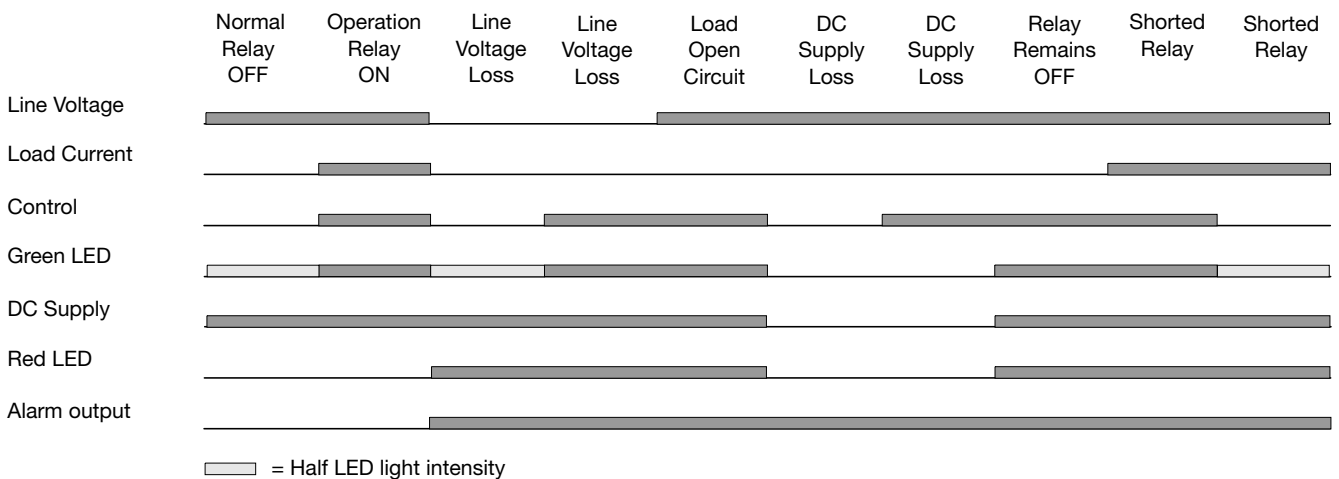 Normal Relay OFF
Operation Relay ON
Line Voltage Loss
Line Voltage Loss
Load Open Circuit
DC Supply Loss
DC Supply Loss
Relay Remains OFF
Shorted Relay
Shorted Relay
Line Voltage
Load Current
Control
Green LED
DC Supply
Red LED
Alarm output
= Half LED light intensity